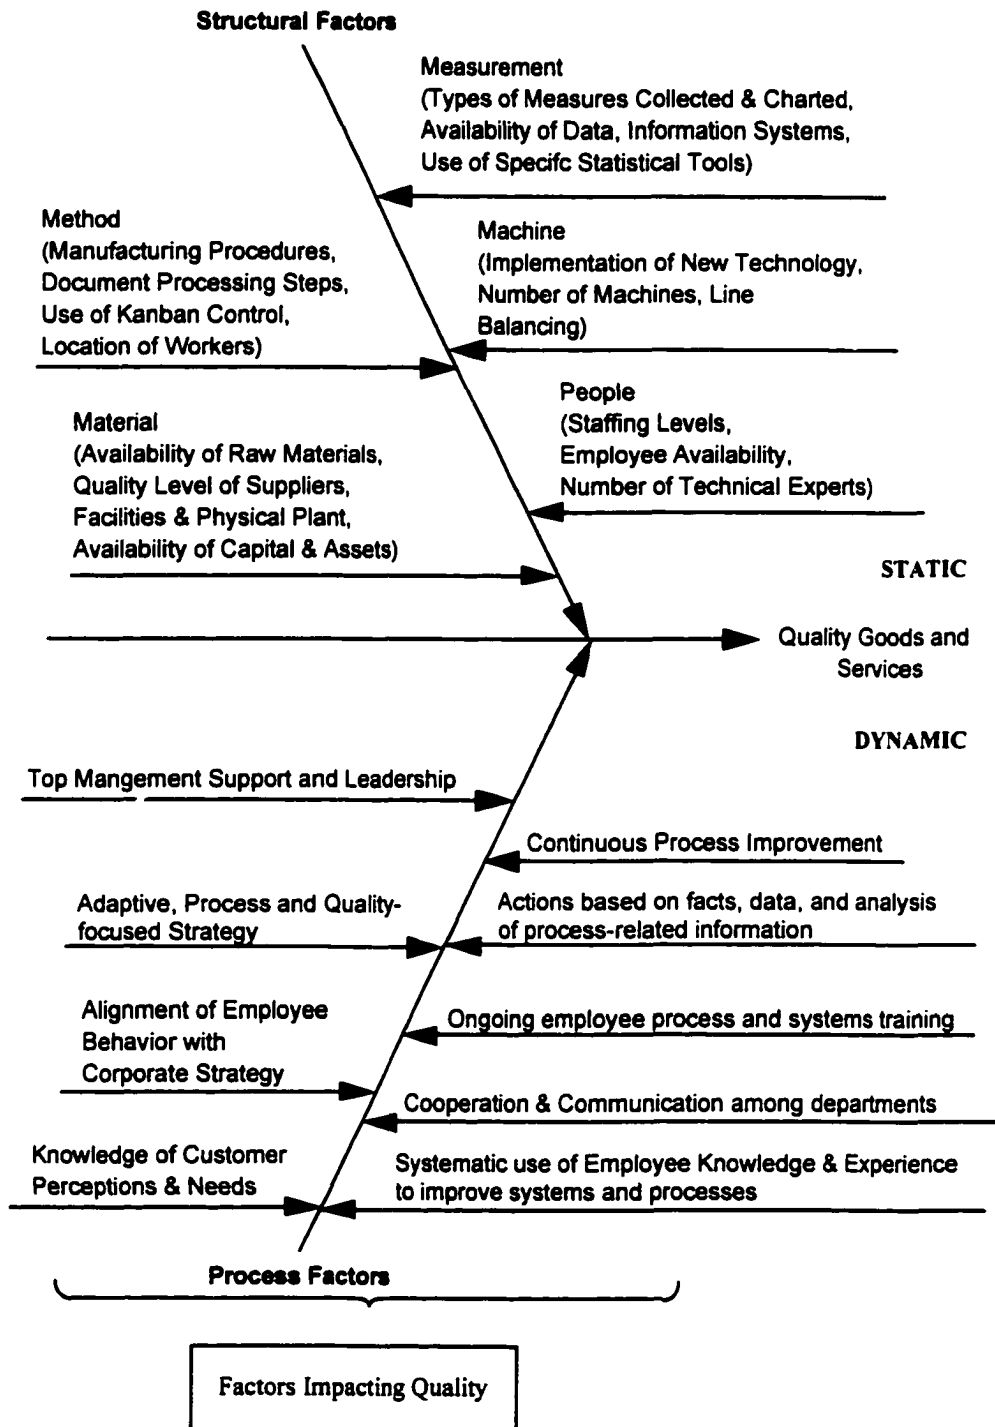 Structural Factors
Measurement
(Types of Measures Collected & Charted,
Availability of Data, Information Systems,
Use of Specifc Statistical Tools)
Method
(Manufacturing Procedures,
Document Processing Steps,
Use of Kanban Control,
Location of Workers)
Machine
(Implementation of New Technology,
Number of Machines, Line
Balancing)
Material
(Availability of Raw Materials,
Quality Level of Suppliers,
Facilities & Physical Plant,
Availability of Capital & Assets)
People
(Staffing Levels,
Employee Availability,
Number of Technical Experts)
STATIC
Quality Goods and
Services
DYNAMIC
Top Mangement Support and Leadership
Continuous Process Improvement
Adaptive, Process and Quality-
focused Strategy
Actions based on facts, data, and analysis
of process-related information
Alignment of Employee
Behavior with
Corporate Strategy
Ongoing employee process and systems training
Cooperation & Communication among departments
Knowledge of Customer
Perceptions & Needs
Systematic use of Employee Knowledge & Experience
to improve systems and processes
Process Factors
Factors Impacting Quality